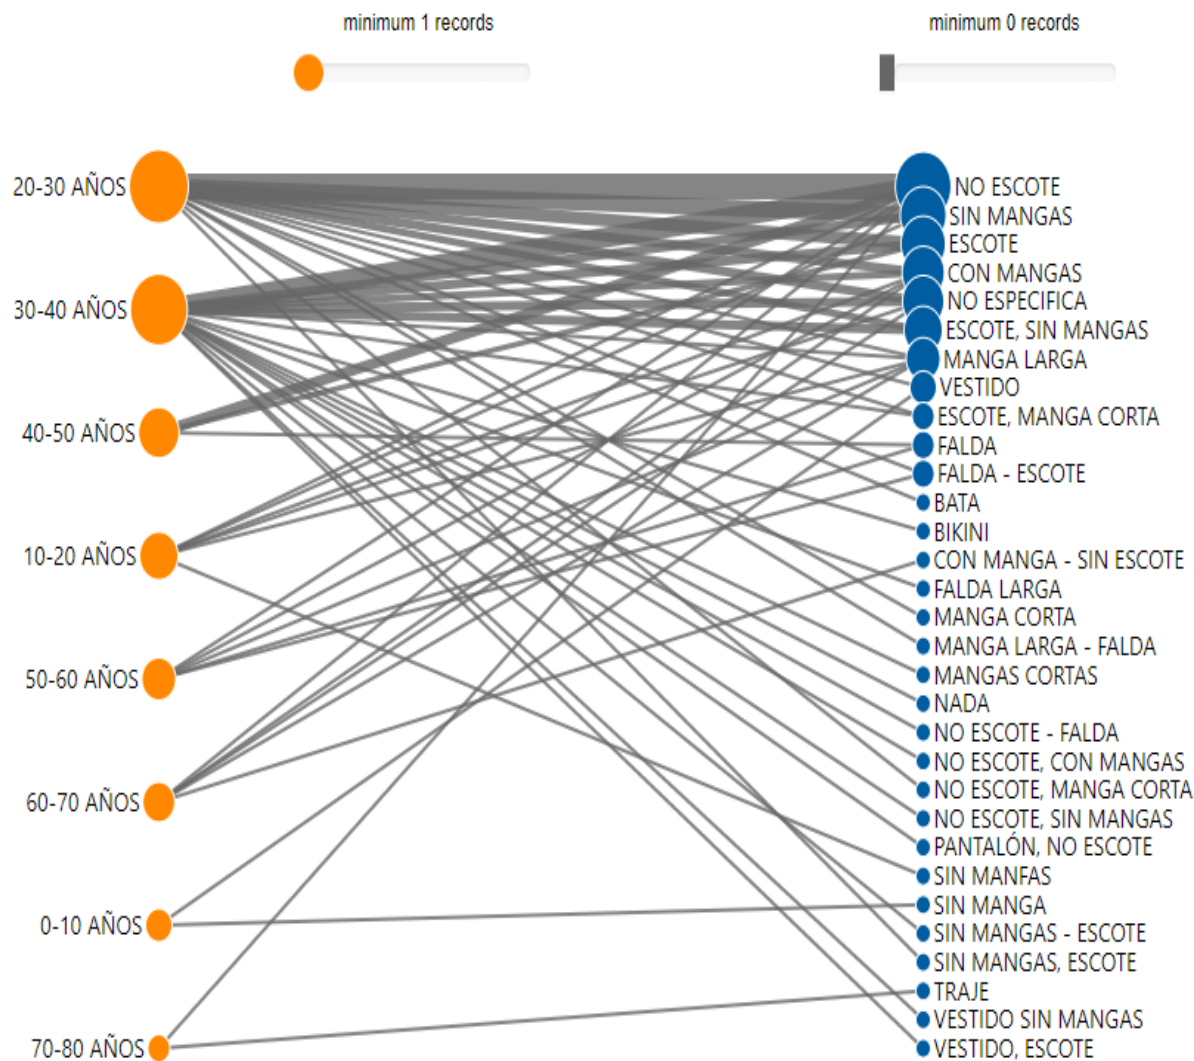 minimum 1 records
minimum 0 records
20-30 AÑOS
30-40 AÑOS
40-50 AÑOS
10-20 AÑOS
50-60 AÑOS
60-70 AÑOS
0-10 AÑOS
70-80 AÑOS
NO ESCOTE
SIN MANGAS
ESCOTE
CON MANGAS
NO ESPECIFICA
ESCOTE, SIN MANGAS
MANGA LARGA
VESTIDO
ESCOTE, MANGA CORTA
FALDA
FALDA - ESCOTE
BATA
BIKINI
CON MANGA - SIN ESCOTE
FALDA LARGA
MANGA CORTA
MANGA LARGA - FALDA
MANGAS CORTAS
NADA
NO ESCOTE - FALDA
NO ESCOTE, CON MANGAS
NO ESCOTE, MANGA CORTA
NO ESCOTE, SIN MANGAS
PANTALÓN, NO ESCOTE
SIN MANFAS
SIN MANGA
SIN MANGAS - ESCOTE
SIN MANGAS, ESCOTE
TRAJE
VESTIDO SIN MANGAS
VESTIDO, ESCOTE